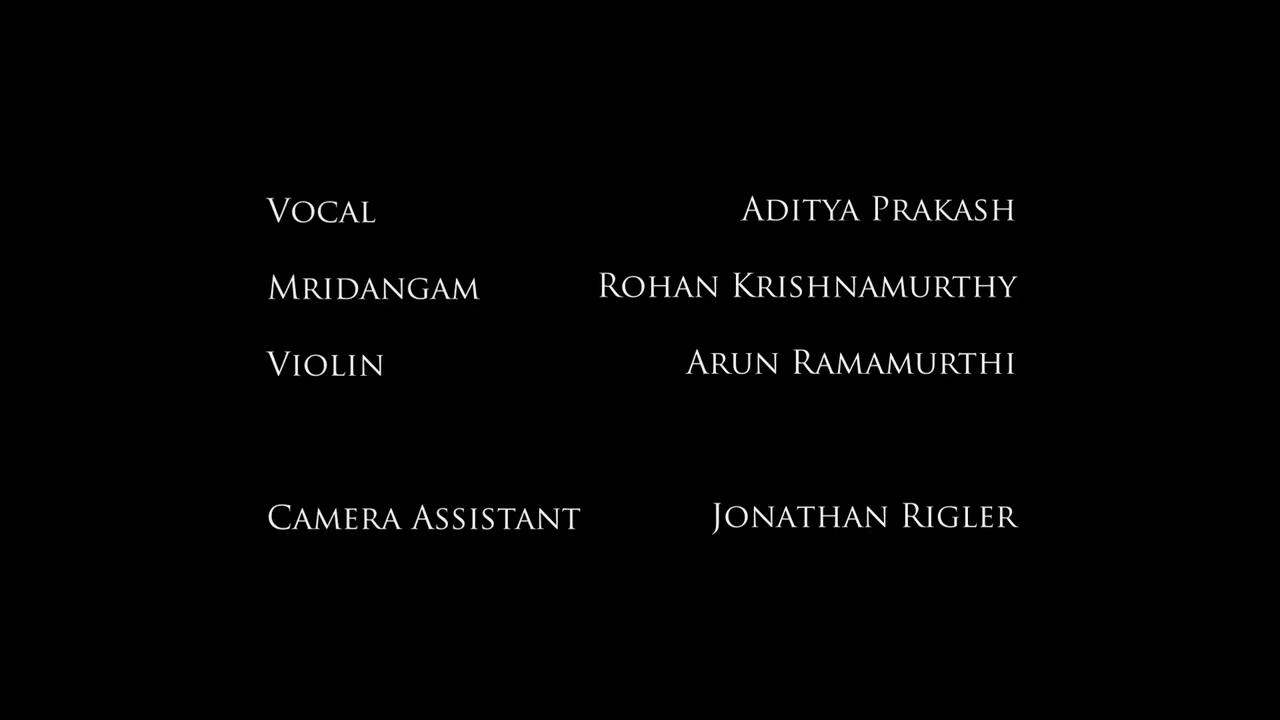 Vocal Aditya Prakash
Mridangam Rohan Krishnamurthy
Violin Arun Ramamurthi
Camera Assistant Jonathan Rigler